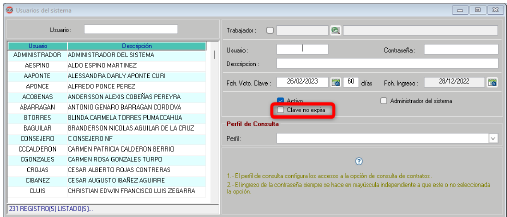 Usuarios del sistema
Usuario:
Usuario Descripción
ADMINISTRADOR ADMINISTRADOR DEL SISTEMA
AESPINO ALDO ESPINO MARTINEZ
AAPONTE ALESSANDRA DARLY APONTE CURI
APONCE ALFREDO PONCE PEREZ
ACOBENAS ANDERSSON ALEXIS COBEÑAS PEREYRA
ABARRAGAN ANTONIO GENARO BARRAGAN CORDOVA
BTORRES BLINDA CARMELA TORRES PUMACCAHUA
BAGUILAR BRANDERSON NICOLAS AGUILAR DE LA CRUZ
CONSEJERO CONSEJERO NF
CCCALDERON CARMEN PATRICIA CALDERON BERRIO
CGONZALES CARMEN ROSA GONZALES TURPO
CROJAS CESAR ALBERTO ROJAS CONTRERAS
CIBANEZ CESAR AUGUSTO IBAÑEZ AGUIRRE
CLUIS CHRISTIAN EDWIN FRANCISCO LUIS ZEGARRA
231 REGISTRO(S) LISTADO(S)..
Trabajador:
Usuario: Contraseña:
Descripcion:
Fch. Vcto. Clave: 26/02/2023 60 días Fch. Ingreso: 28/12/2022
Activo Administrador del sistema
Clave no expira
Perfil de Consulta
Perfil:
1.- El perfil de consulta configura los accesos a la opción de consulta de contratos.
2.- El ingreso de la contraseña siempre se hace en mayúscula independiente a que este o no seleccionada la opción.